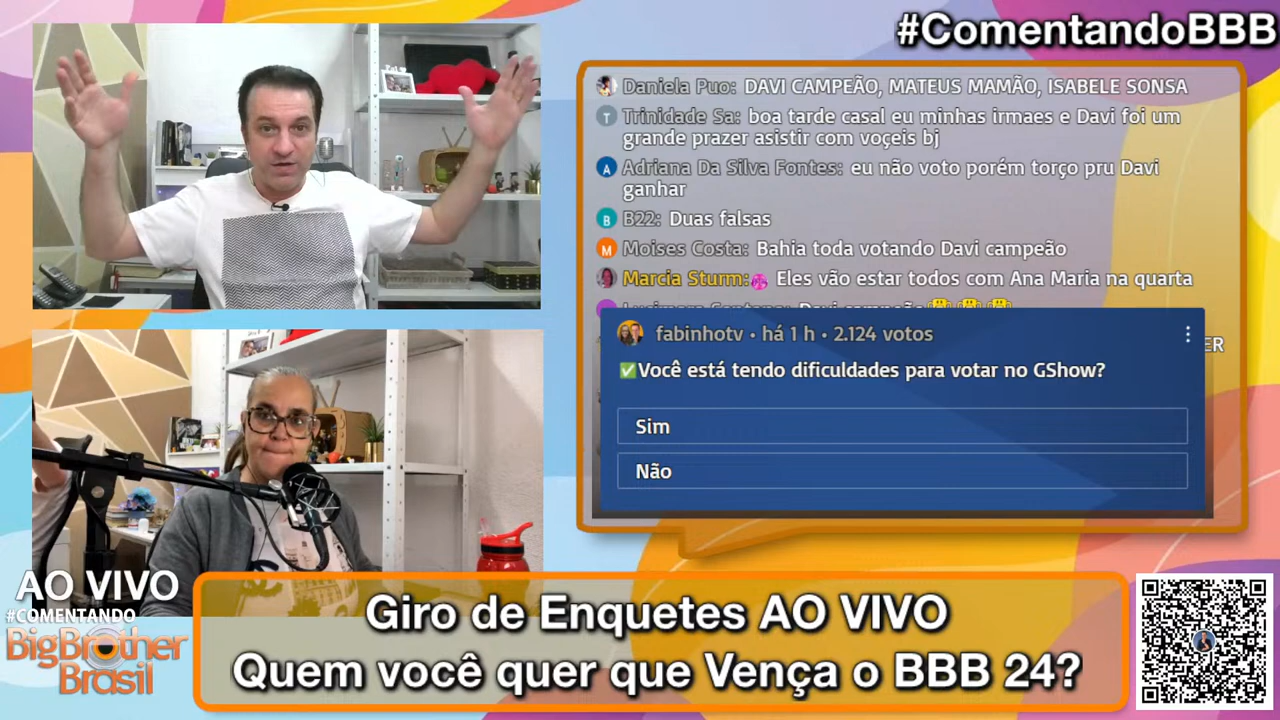 #ComentandoBBB
Daniela Puo: DAVI CAMPEÃO, MATEUS MAMÃO, ISABELE SONSA
T Trinidade Sa: boa tarde casal eu minhas irmaes e Davi foi um
grande prazer asistir com voçeis bj
A Adriana Da Silva Fontes: eu não voto porém torço pru Davi
ganhar
B B22: Duas falsas
M Moises Costa: Bahia toda votando Davi campeão
Marcia Sturm: Eles vão estar todos com Ana Maria na quarta
fabinhotv • há 1 h • 2.124 votos
ER
✅Você está tendo dificuldades para votar no GShow?
Sim
Não
AO VIVO
#COMENTANDO
BigBrother
Brasil
Giro de Enquetes AO VIVO
Quem você quer que Vença o BBB 24?